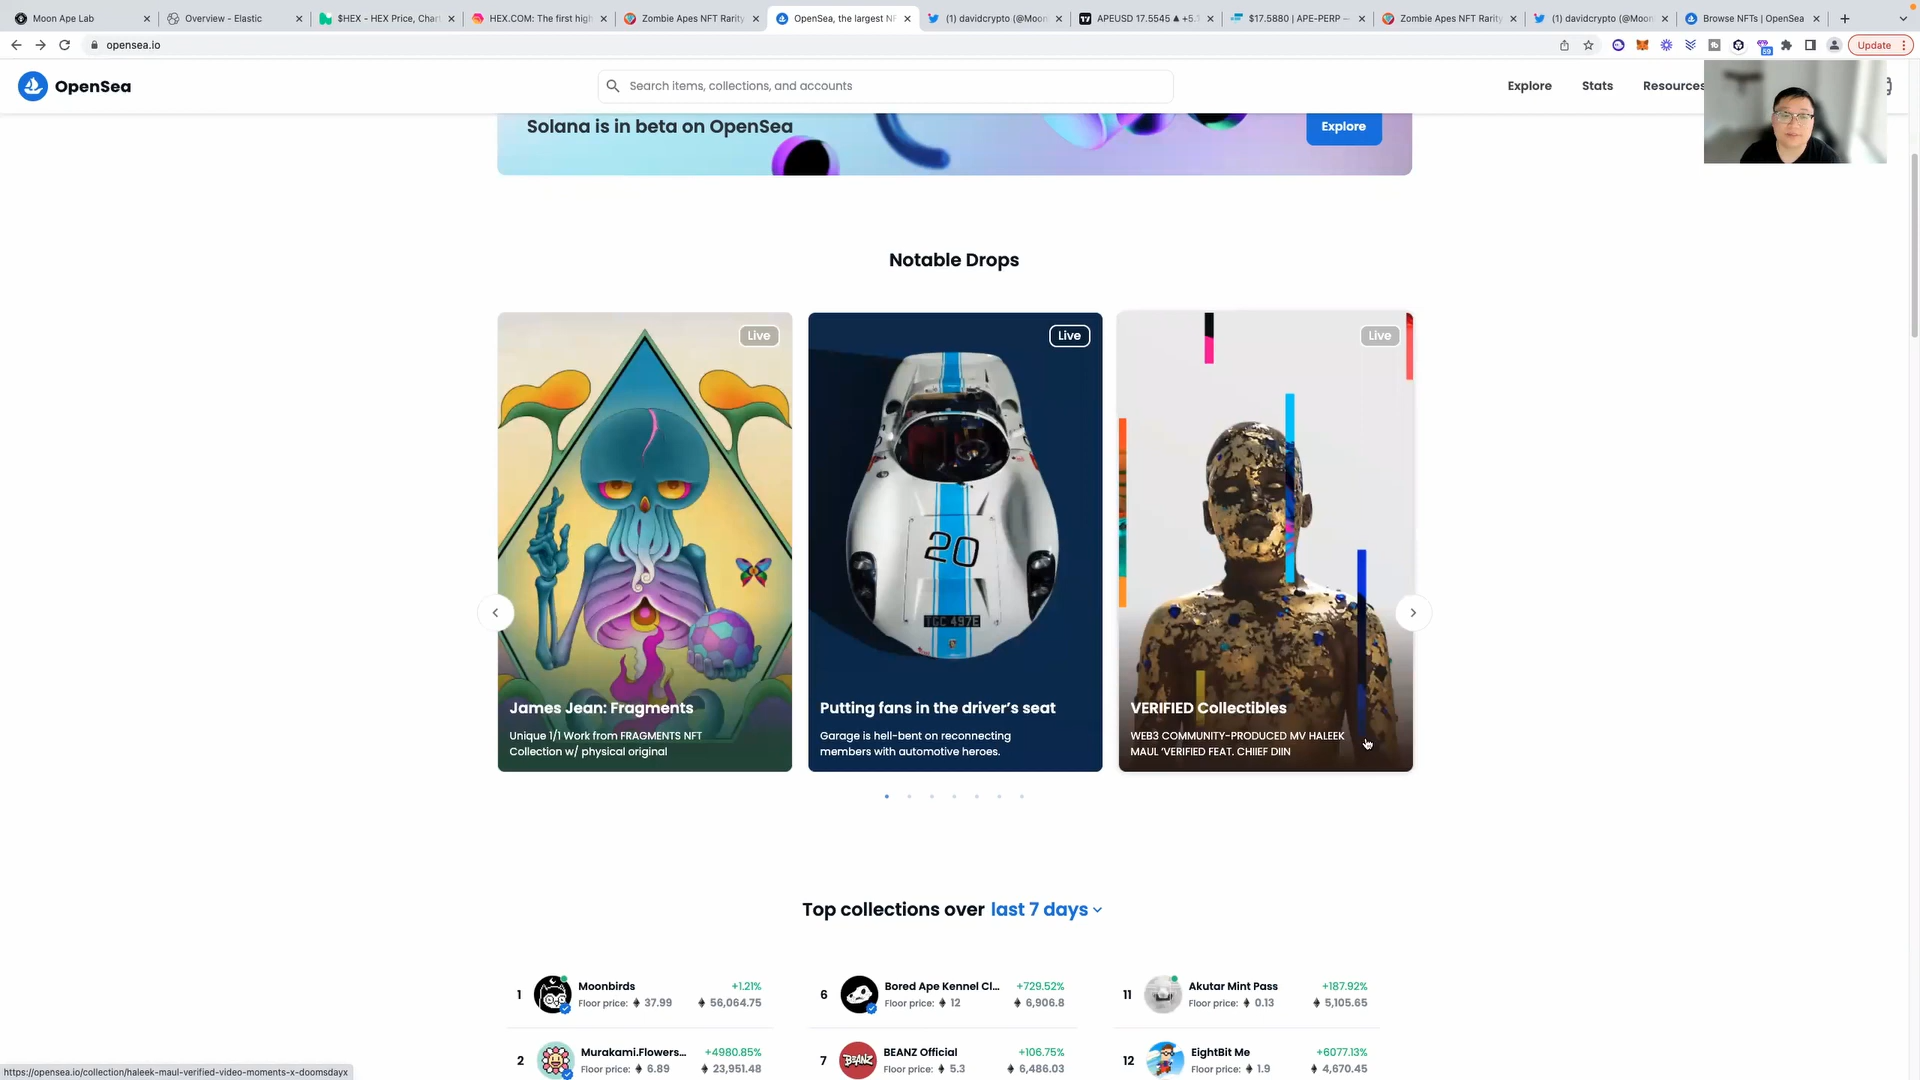 Moon Ape Lab
Overview - Elastic
$HEX - HEX Price, Char
HEX.COM: The first high
Zombie Apes NFT Rarity
OpenSea, the largest NF
(1) davidcrypto (@Moon
APEUSD 17.5545 ▲ +5.
$17.5880 | APE-PERP —
Zombie Apes NFT Rarity
(1) davidcrypto (@Moon
Browse NFTs | OpenSea
opensea.io
59
Update
OpenSea
Search items, collections, and accounts
Explore
Stats
Resources
Solana is in beta on OpenSea
Explore
Notable Drops
Live
James Jean: Fragments
Unique 1/1 Work from FRAGMENTS NFT
Collection w/ physical original
Live
20
TGC 497E
Putting fans in the driver's seat
Garage is hell-bent on reconnecting
members with automotive heroes.
Live
VERIFIED Collectibles
WEB3 COMMUNITY-PRODUCED MV HALEEK
MAUL 'VERIFIED FEAT. CHIIEF DIIN
Top collections over last 7 days
1 Moonbirds +1.21%
Floor price: 37.99 56,064.75
6 Bored Ape Kennel Cl... +729.52%
Floor price: 12 6,906.8
11 Akutar Mint Pass +187.92%
Floor price: 0.13 5,105.65
2 Murakami.Flowers... +4980.85%
Floor price: 6.89 23,951.48
7 BEANZ BEANZ Official +106.75%
Floor price: 5.3 6,486.03
12 EightBit Me +6077.13%
Floor price: 1.9 4,670.45
https://opensea.io/collection/haleek-maul-verified-video-moments-x-doomsdayx